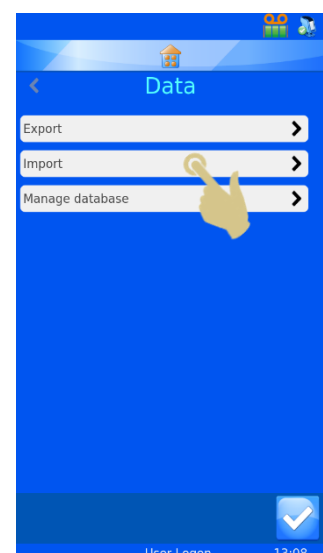 Data
Export
Import
Manage database
User Logon 13:08